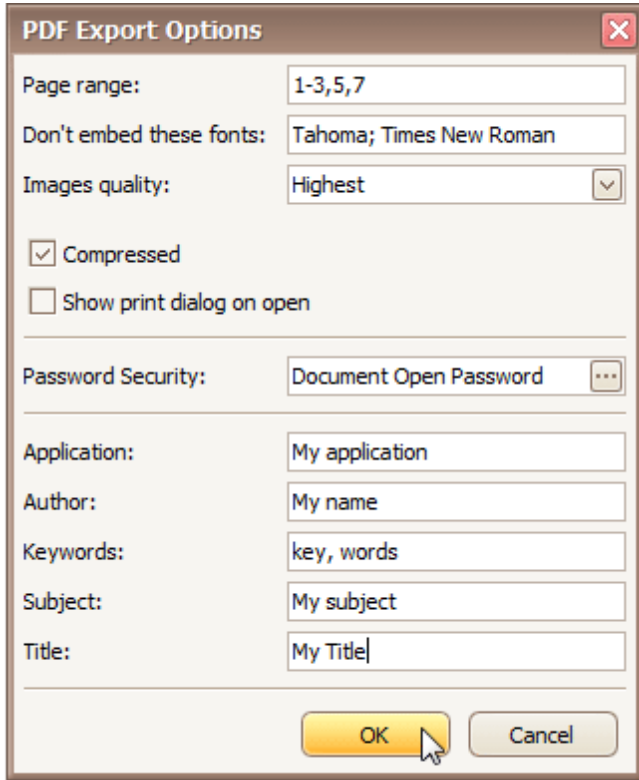 PDF Export Options
Page range: 1-3,5,7
Don't embed these fonts: Tahoma; Times New Roman
Images quality: Highest
Compressed
Show print dialog on open
Password Security: Document Open Password ...
Application: My application
Author: My name
Keywords: key, words
Subject: My subject
Title: My Title
OK Cancel